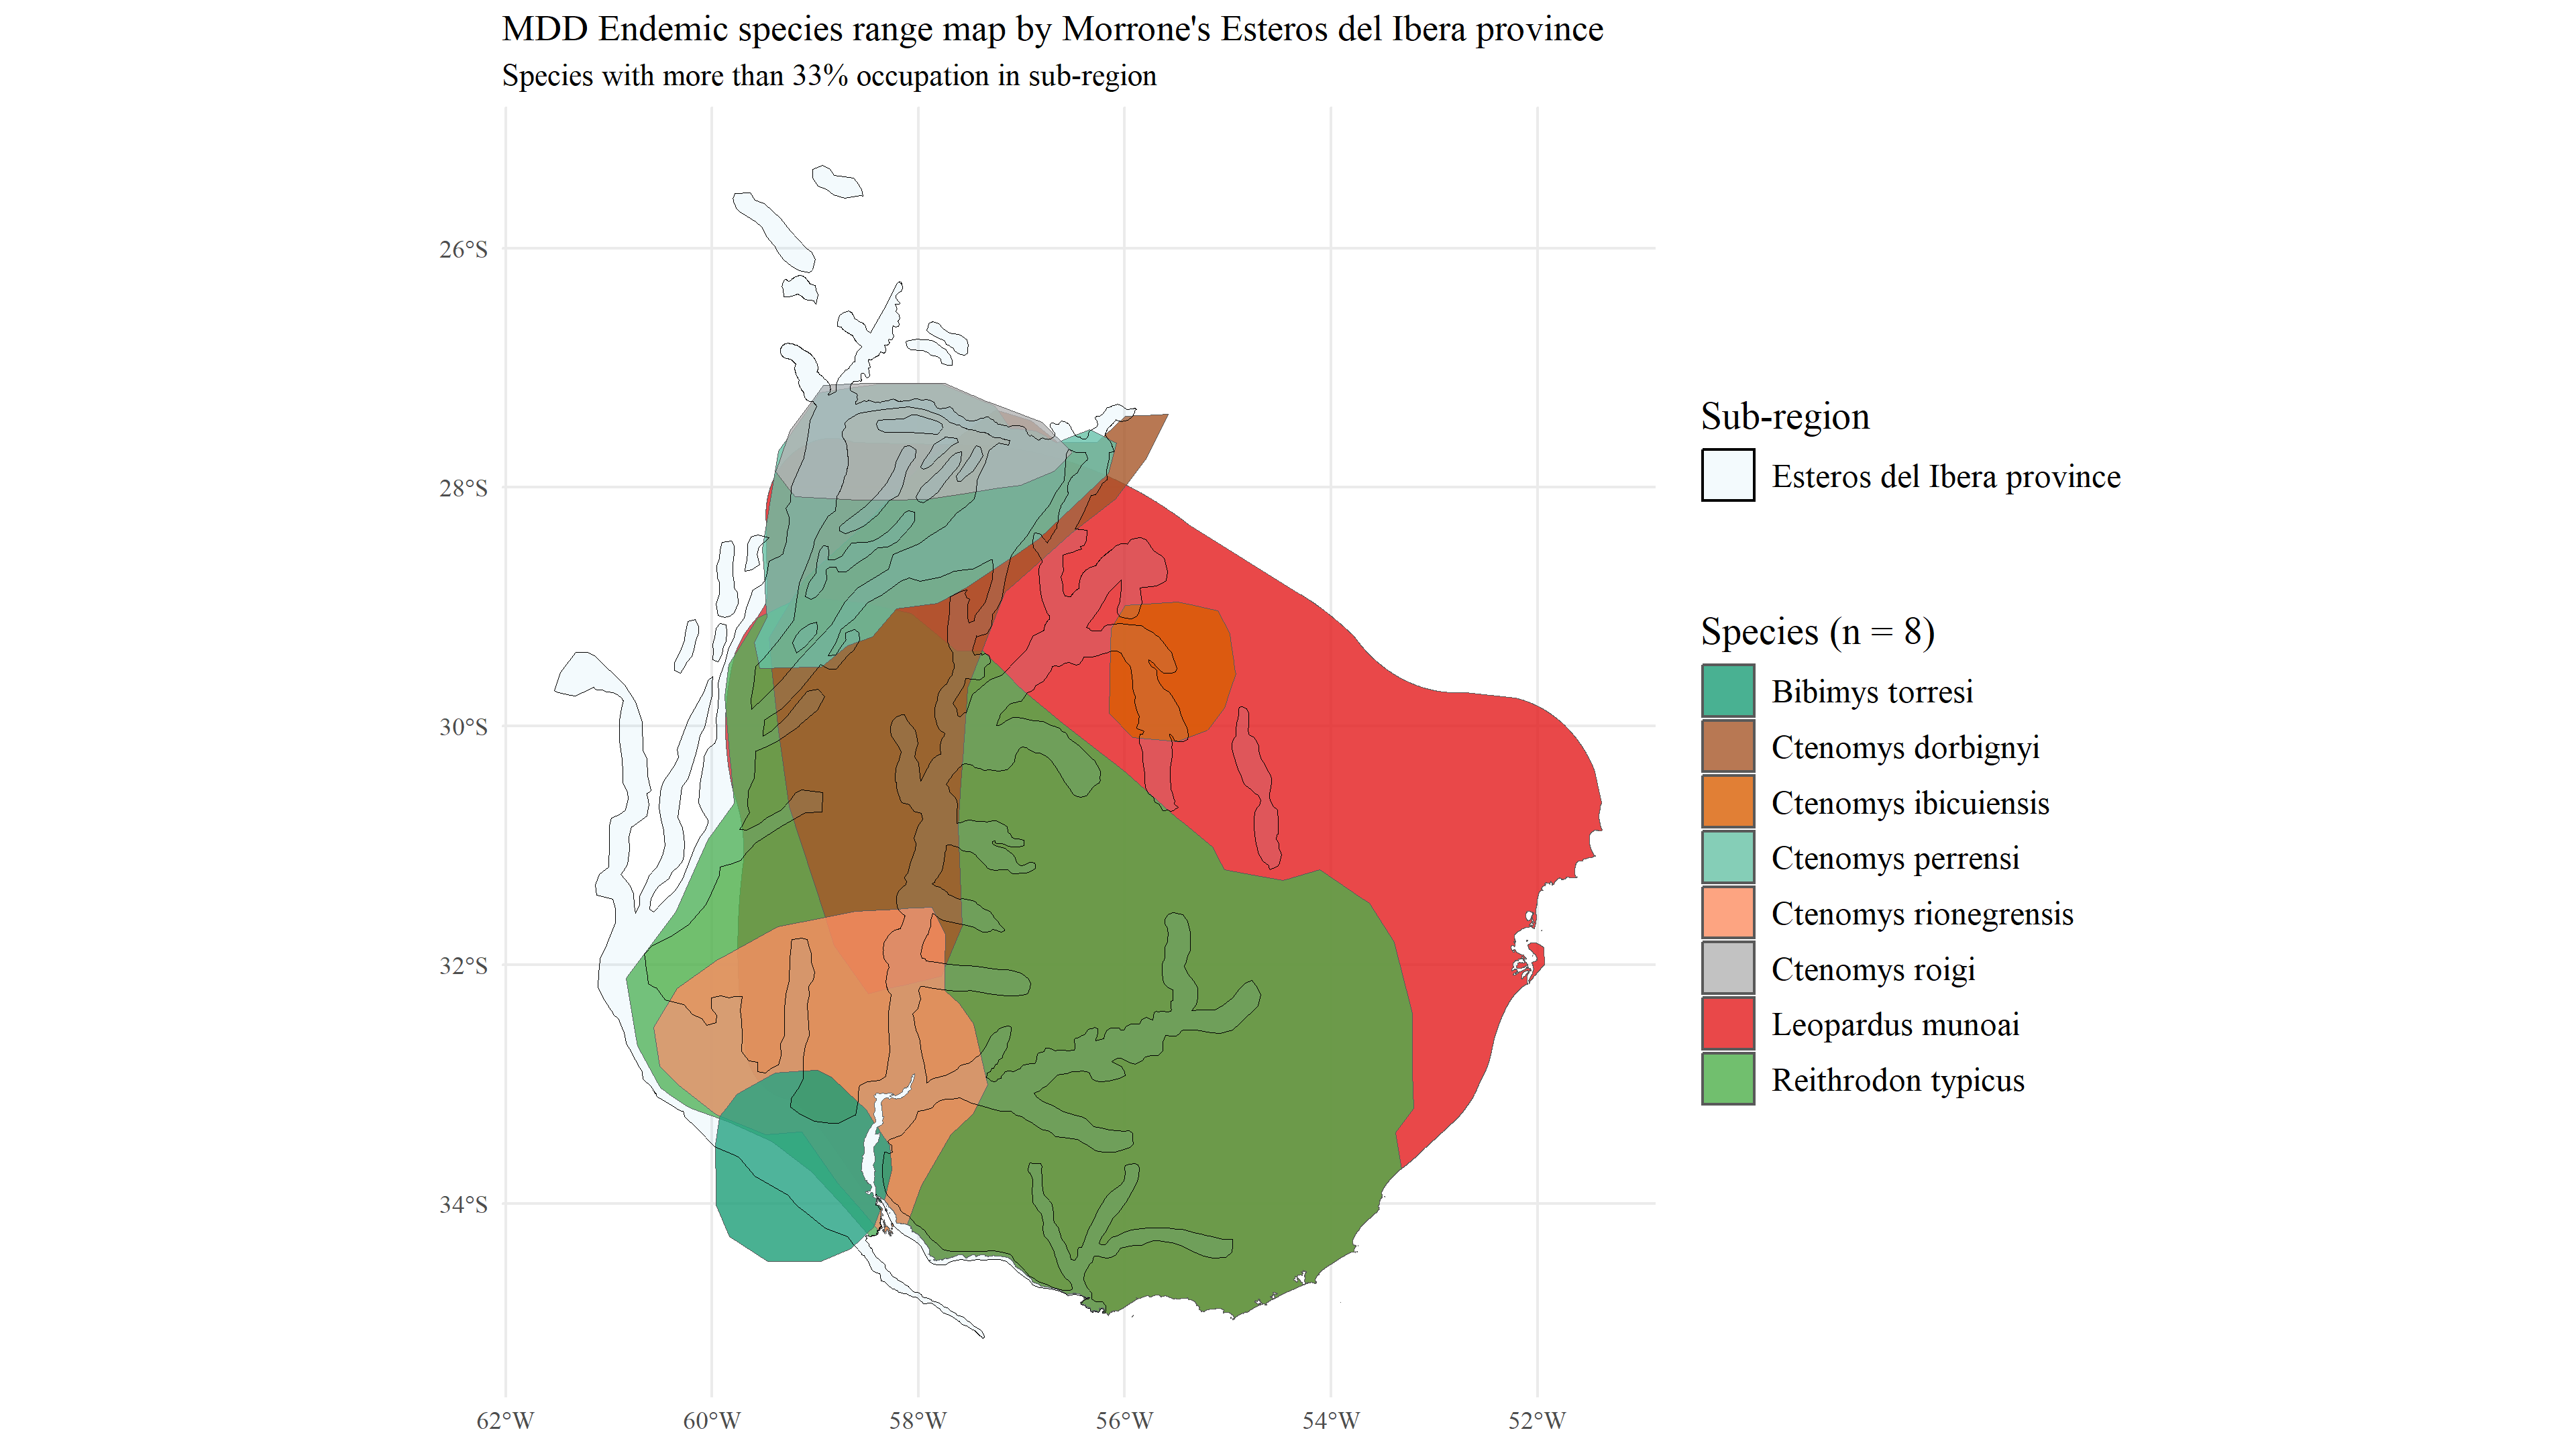 MDD Endemic species range map by Morrone's Esteros del Ibera province
Species with more than 33% occupation in sub-region
26°S
28°S
30°S
32°S
34°S
62°W
60°W
58°W
56°W
54°W
52°W
Sub-region
Esteros del Ibera province
Species (n = 8)
Bibimys torresi
Ctenomys dorbignyi
Ctenomys ibicuiensis
Ctenomys perrensi
Ctenomys rionegrensis
Ctenomys roigi
Leopardus munoai
Reithrodon typicus